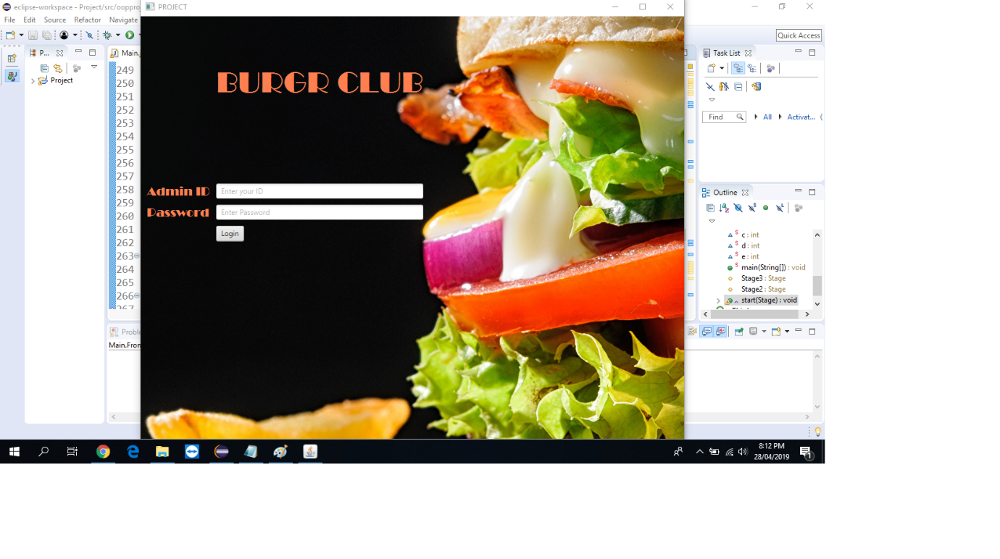 eclipse-workspace - Project/src/ooppro
PROJECT
File Edit Source Refactor Navigate
Quick Access
P...
Main.
Task List
Project
249
250
251
252
253
254
255
256
257
258
259
260
261
262
263
264
265
266
267
BURGR CLUB
Admin ID Enter your ID
Password Enter Password
Login
Find All Activat...
Outline
c : int
d : int
e : int
main(String[]) : void
Stage3 : Stage
Stage2 : Stage
start(Stage) : void
Proble
Main.Fron
8:12 PM
28/04/2019
1